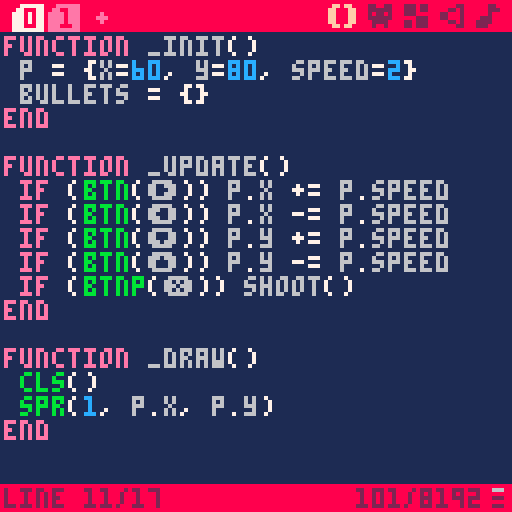 0 1 +
FUNCTION _INIT()
 P = {X=60, Y=80, SPEED=2}
 BULLETS = {}
END

FUNCTION _UPDATE()
 IF (BTN(➡️)) P.X += P.SPEED
 IF (BTN(⬅️)) P.X -= P.SPEED
 IF (BTN(⬇️)) P.Y += P.SPEED
 IF (BTN(⬆️)) P.Y -= P.SPEED
 IF (BTNP(❎)) SHOOT()
END

FUNCTION _DRAW()
 CLS()
 SPR(1, P.X, P.Y)
END
LINE 11/17 101/8192